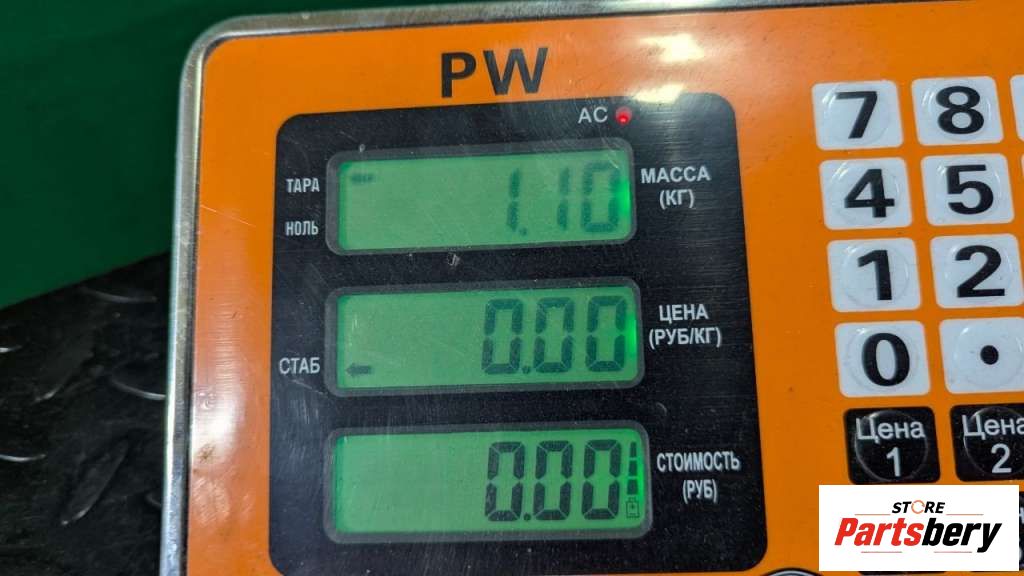 PW
AC
ТАРА
НОЛЬ
1.10
МАССА
(КГ)
СТАБ
0.00
ЦЕНА
(РУБ/КГ)
0.00
СТОИМОСТЬ
(РУБ)
7 8
4 5
1 2
0 •
Цена
1
Цена
2
STORE
Partsbery